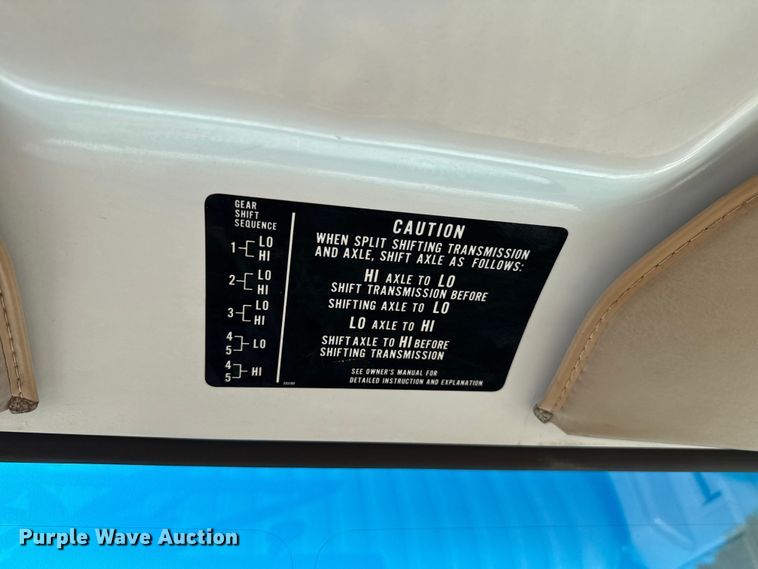 GEAR
SHIFT
SEQUENCE
1 LO
HI
2 LO
HI
3 LO
HI
4
5 LO
4
5 HI
CAUTION
WHEN SPLIT SHIFTING TRANSMISSION
AND AXLE, SHIFT AXLE AS FOLLOWS:
HI AXLE TO LO
SHIFT TRANSMISSION BEFORE
SHIFTING AXLE TO LO
LO AXLE TO HI
SHIFT AXLE TO HI BEFORE
SHIFTING TRANSMISSION
SEE OWNER'S MANUAL FOR
DETAILED INSTRUCTION AND EXPLANATION
Purple Wave Auction